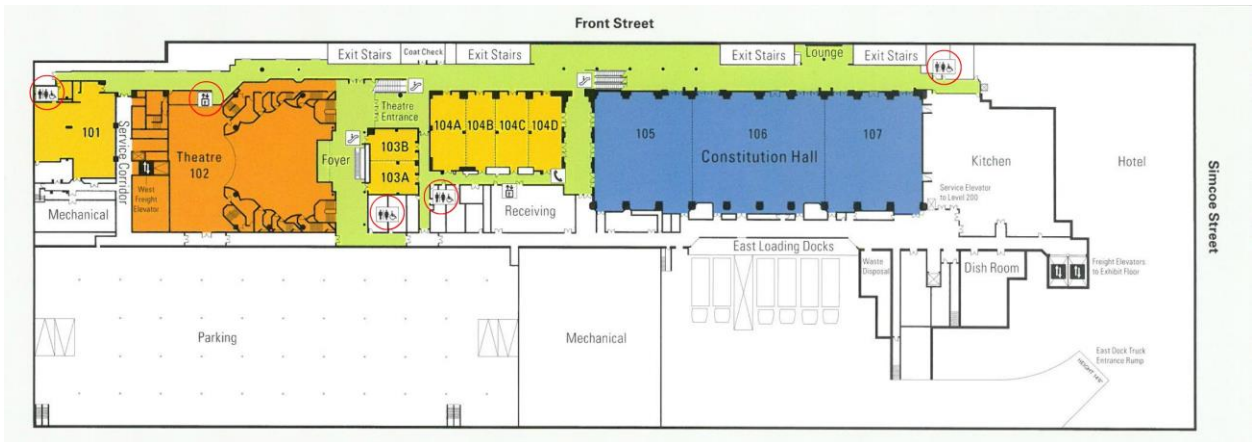 Front Street
Exit Stairs
Coat Check
Exit Stairs
Exit Stairs
Lounge
Exit Stairs
101
Service Corridor
Theatre
102
West
Freight
Elevator
Mechanical
Foyer
Theatre
Entrance
103B
103A
104A
104B
104C
104D
Receiving
105
106
107
Constitution Hall
Kitchen
Hotel
Service Elevator
to Level 200
Simcoe Street
East Loading Docks
Waste
Disposal
Dish Room
Freight Elevators
to Exhibit Floor
Parking
Mechanical
East Dock Truck
Entrance Rump